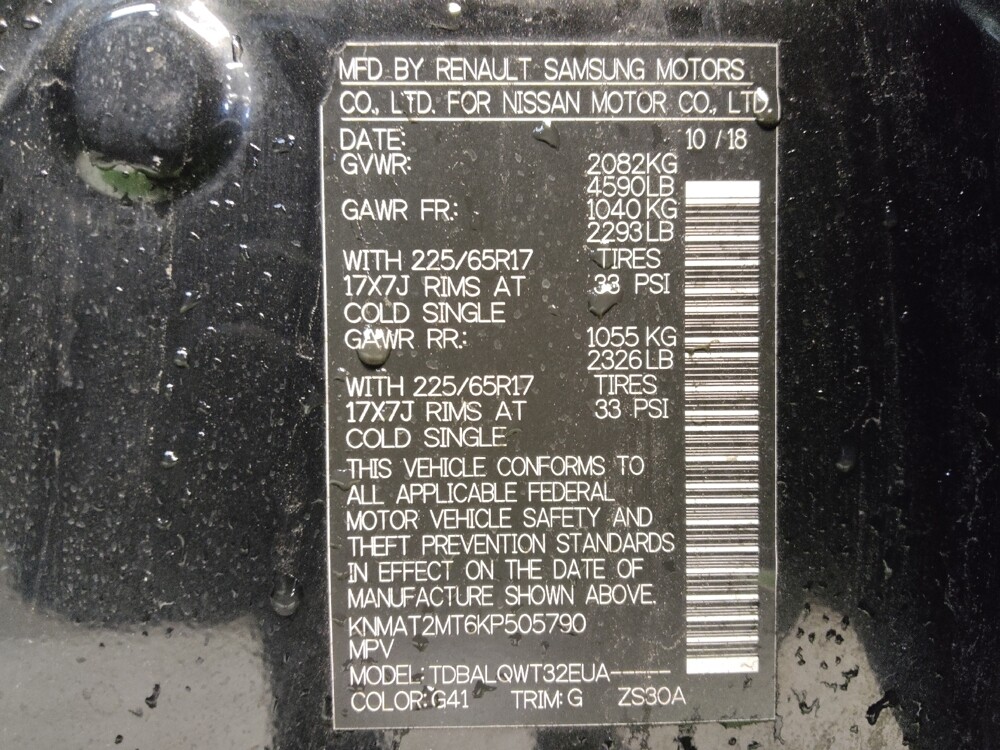 MFD BY RENAULT SAMSUNG MOTORS
CO., LTD. FOR NISSAN MOTOR CO., LTD.
DATE: 10 / 18
GVWR: 2082KG
4590LB
GAWR FR.: 1040 KG
2293 LB
WITH 225/65R17 TIRES
17X7J RIMS AT 33 PSI
COLD SINGLE
GAWR RR.: 1055 KG
2326 LB
WITH 225/65R17 TIRES
17X7J RIMS AT 33 PSI
COLD SINGLE
THIS VEHICLE CONFORMS TO
ALL APPLICABLE FEDERAL
MOTOR VEHICLE SAFETY AND
THEFT PREVENTION STANDARDS
IN EFFECT ON THE DATE OF
MANUFACTURE SHOWN ABOVE.
KNMAT2MT6KP505790
MPV
MODEL: TDBALQWT32EUA-----
COLOR: G41 TRIM: G ZS30A